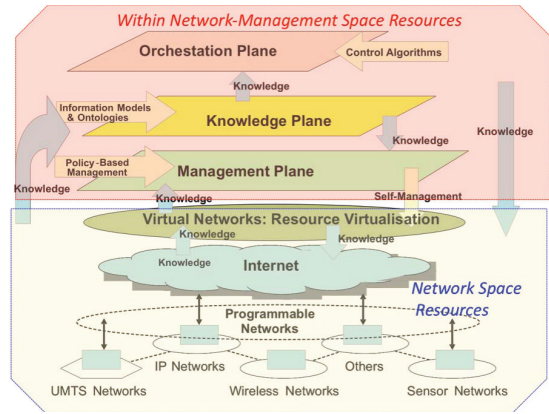 Within Network-Management Space Resources
Orchestation Plane
Control Algorithms
Knowledge
Information Models
& Ontologies
Knowledge Plane
Knowledge
Knowledge
Policy-Based
Management
Management Plane
Knowledge
Knowledge
Self-Management
Virtual Networks: Resource Virtualisation
Knowledge
Knowledge
Internet
Network Space
Resources
Programmable
Networks
IP Networks
Others
UMTS Networks
Wireless Networks
Sensor Networks